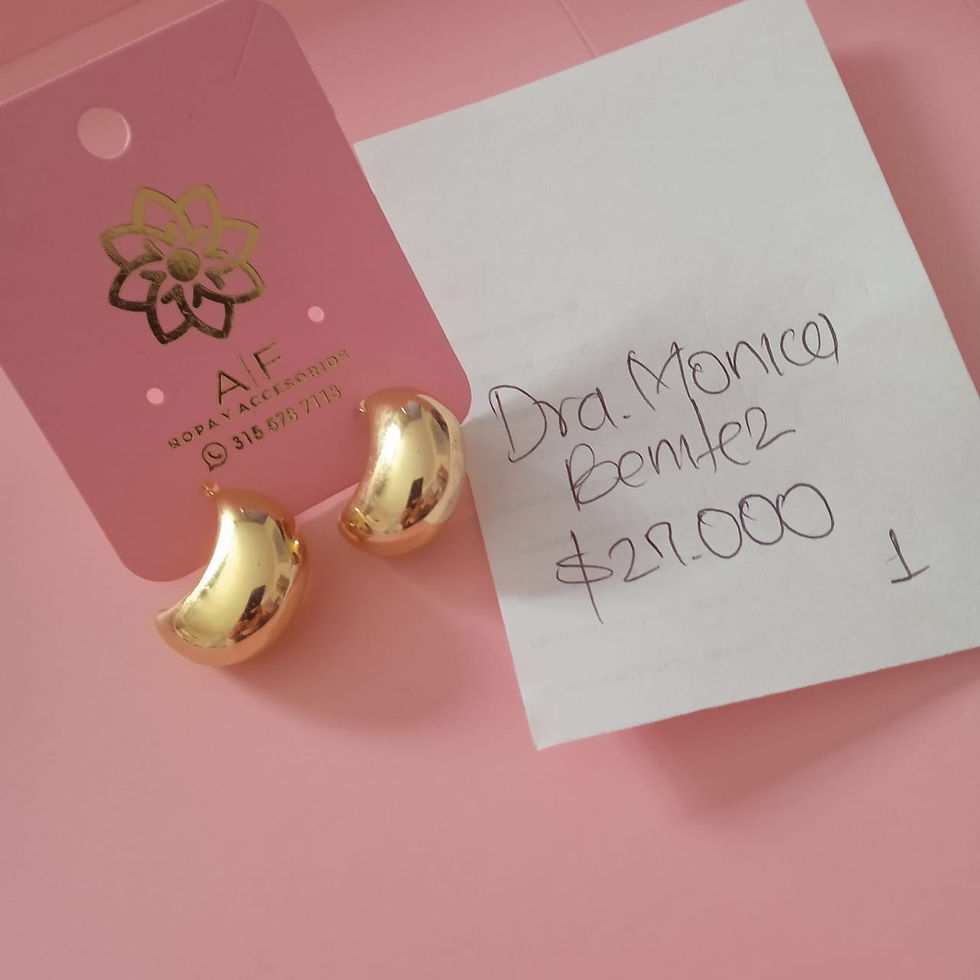 A|F
ROPA Y ACCESORIOS
315 575 7113
Dra. Monica
Benitez
$27.000
1